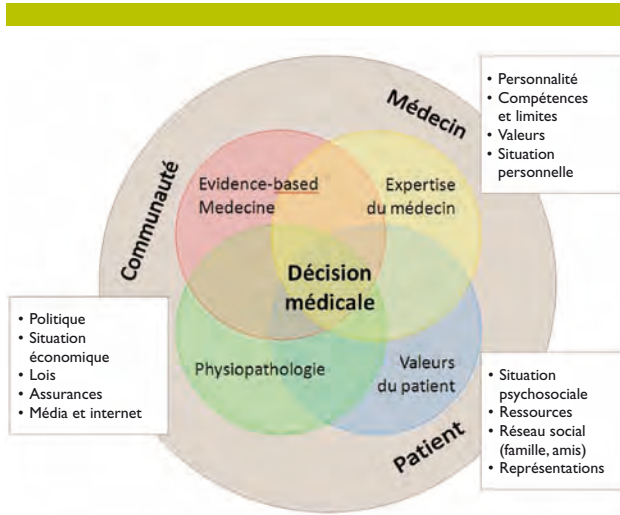 Médecin
• Personnalité
• Compétences
et limites
• Valeurs
• Situation
personnelle
Communauté
Evidence-based
Medecine
Expertise
du médecin
Décision
médicale
Physiopathologie
Valeurs
du patient
• Politique
• Situation
économique
• Lois
• Assurances
• Média et internet
Patient
• Situation
psychosociale
• Ressources
• Réseau social
(famille, amis)
• Représentations